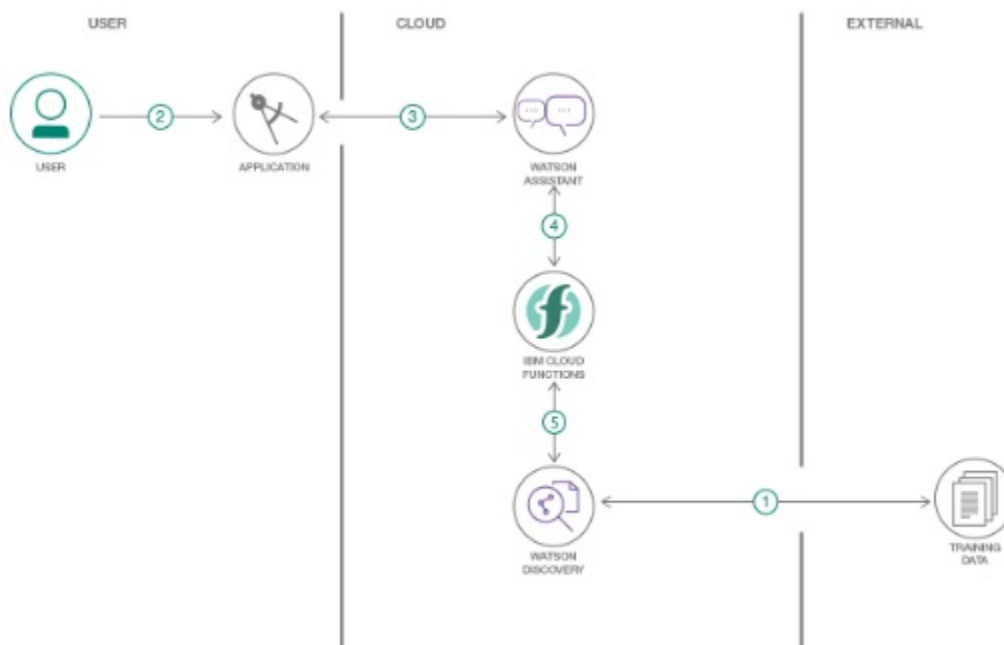 USER
CLOUD
EXTERNAL
2
3
USER
APPLICATION
WATSON
ASSISTANT
4
f
IBM CLOUD
FUNCTIONS
5
1
WATSON
DISCOVERY
TRAINING
DATA